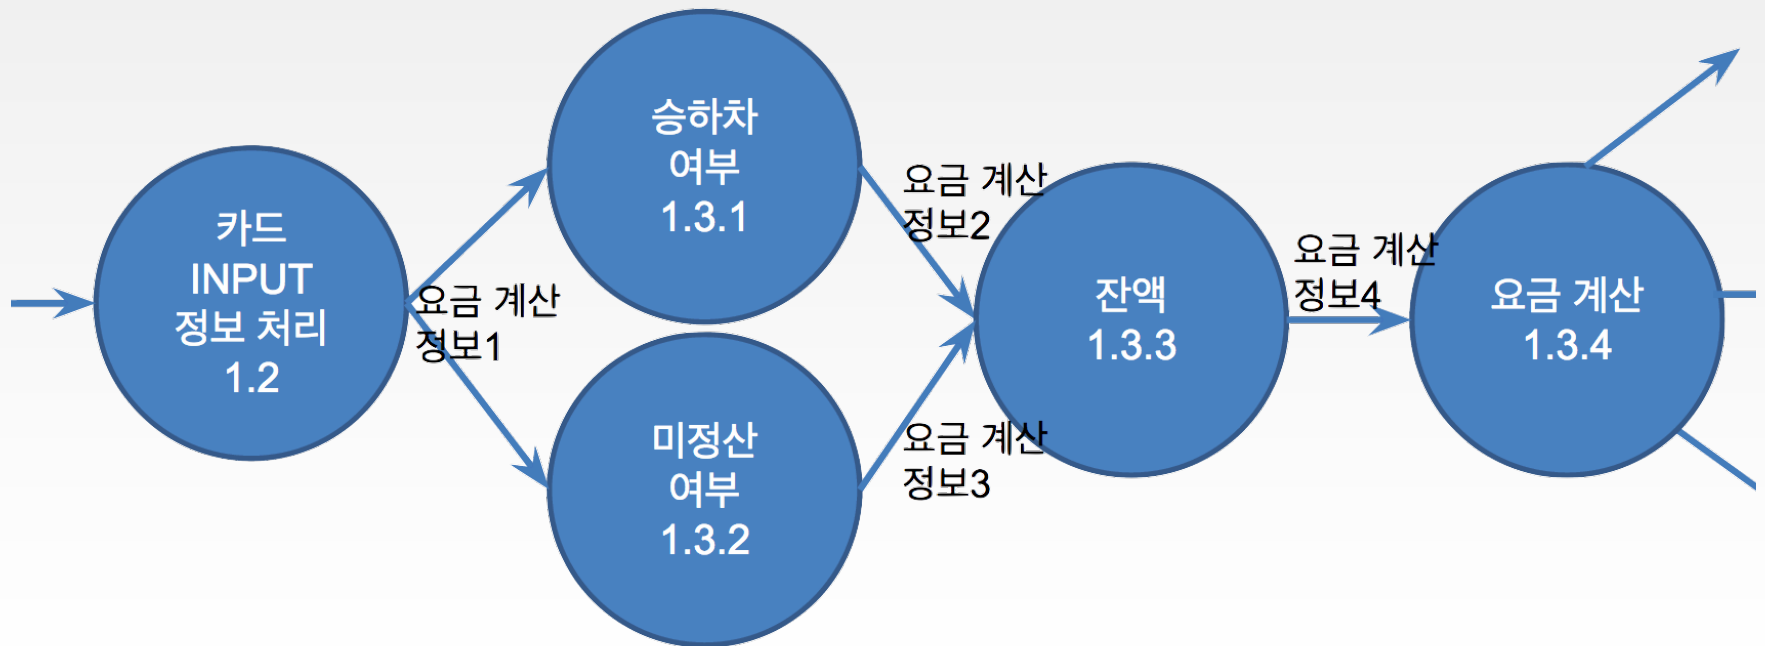 카드
INPUT
정보 처리
1.2
요금 계산
정보1
승하차
여부
1.3.1
미정산
여부
1.3.2
요금 계산
정보2
요금 계산
정보3
잔액
1.3.3
요금 계산
정보4
요금 계산
1.3.4